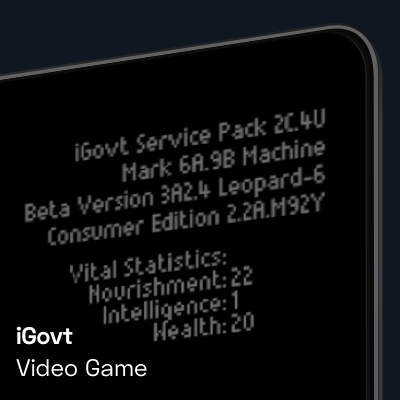 iGovt Service Pack 2C.4U
Mark 6A.9B Machine
Beta Version 3A2.4 Leopard-6
Consumer Edition 2.2A.M92Y
Vital Statistics:
Nourishment: 22
Intelligence: 1
Wealth: 20
iGovt
Video Game